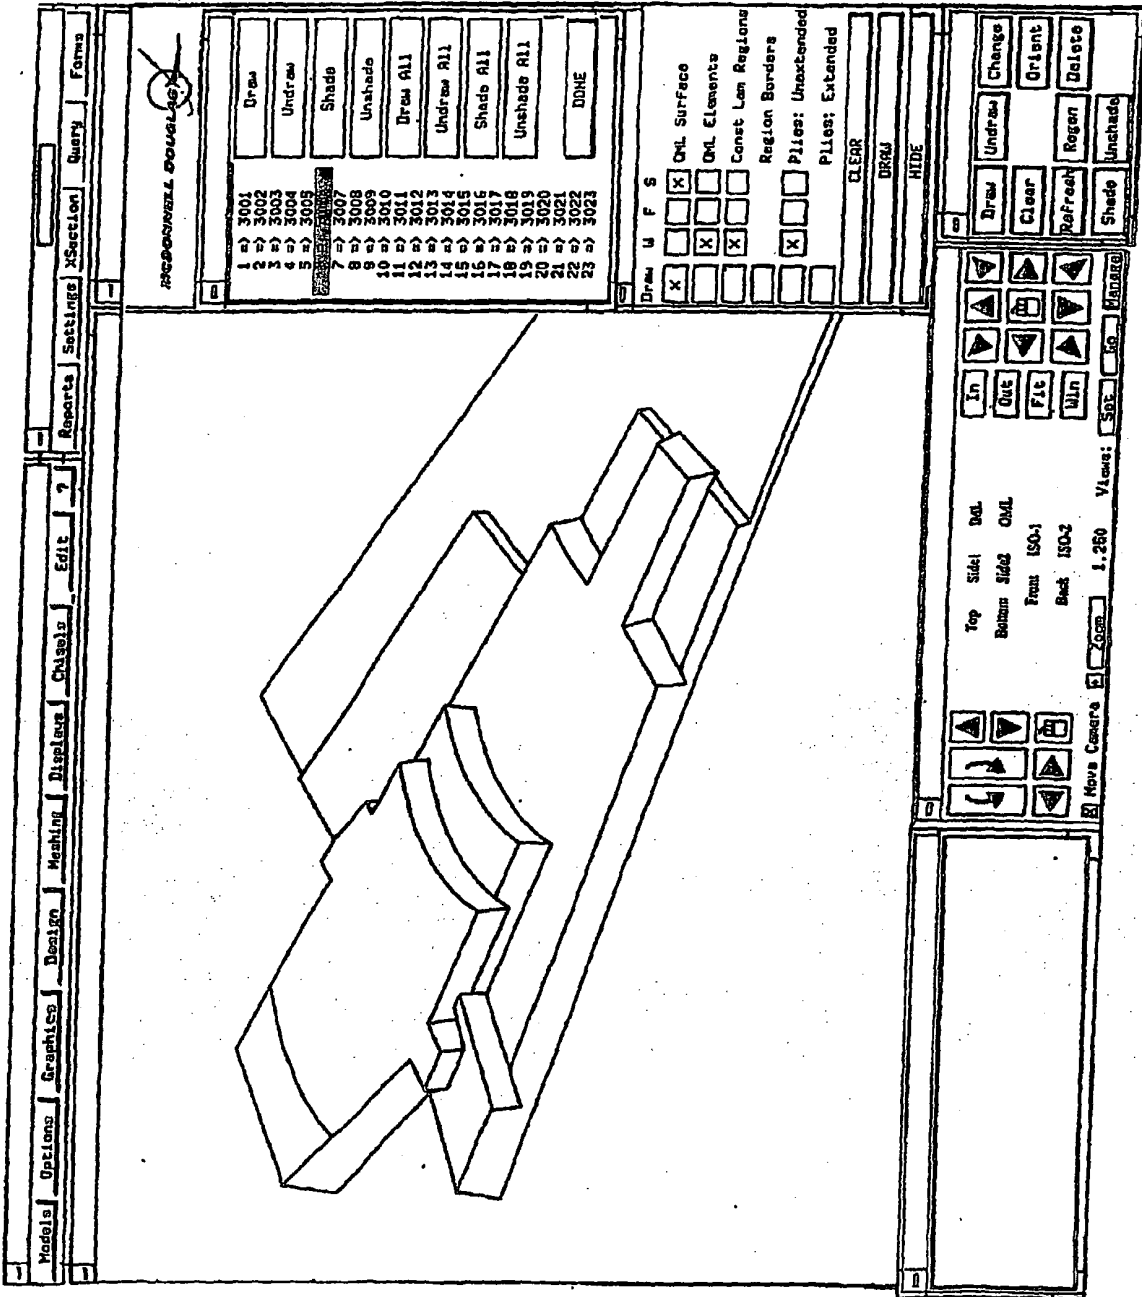 Models Options Graphics Design Meshing Displays Chisels Edit ?
Reports Settings XSection Query Forms
MCDONNELL DOUGLAS
1 => 3001
2 => 3002
3 => 3003
4 => 3004
5 => 3005
7 => 3007
8 => 3008
9 => 3009
10 => 3010
11 => 3011
12 => 3012
13 => 3013
14 => 3014
15 => 3015
16 => 3016
17 => 3017
18 => 3018
19 => 3019
20 => 3020
21 => 3021
22 => 3022
23 => 3023
Draw
Undraw
Shade
Unshade
Draw All
Undraw All
Shade All
Unshade All
DONE
Draw W F S
X X OML Surface
X OML Elements
X Const Lam Regions
Region Borders
X Plies: Unextended
Plies: Extended
CLEAR
DRAW
HIDE
Top Side1 IML
Bottom Side2 OML
Front ISO-1
Back ISO-2
In
Out
Fit
Win
Move Camera Zoom 1.260 Views: Set Go Manage
Draw Undraw Change
Clear Orient
Refresh Regen Delete
Shade Unshade